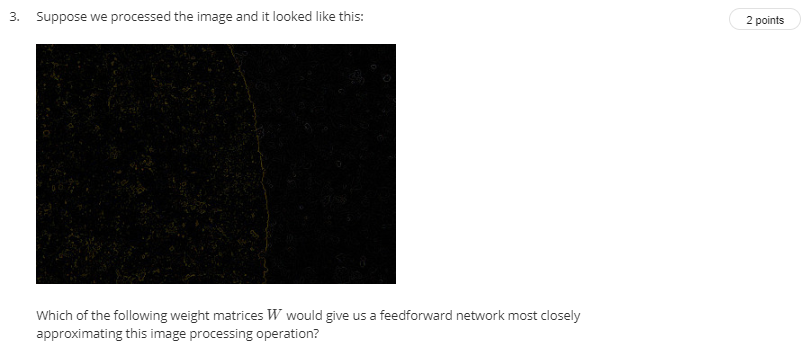 3. Suppose we processed the image and it looked like this:
2 points
Which of the following weight matrices W would give us a feedforward network most closely
approximating this image processing operation?